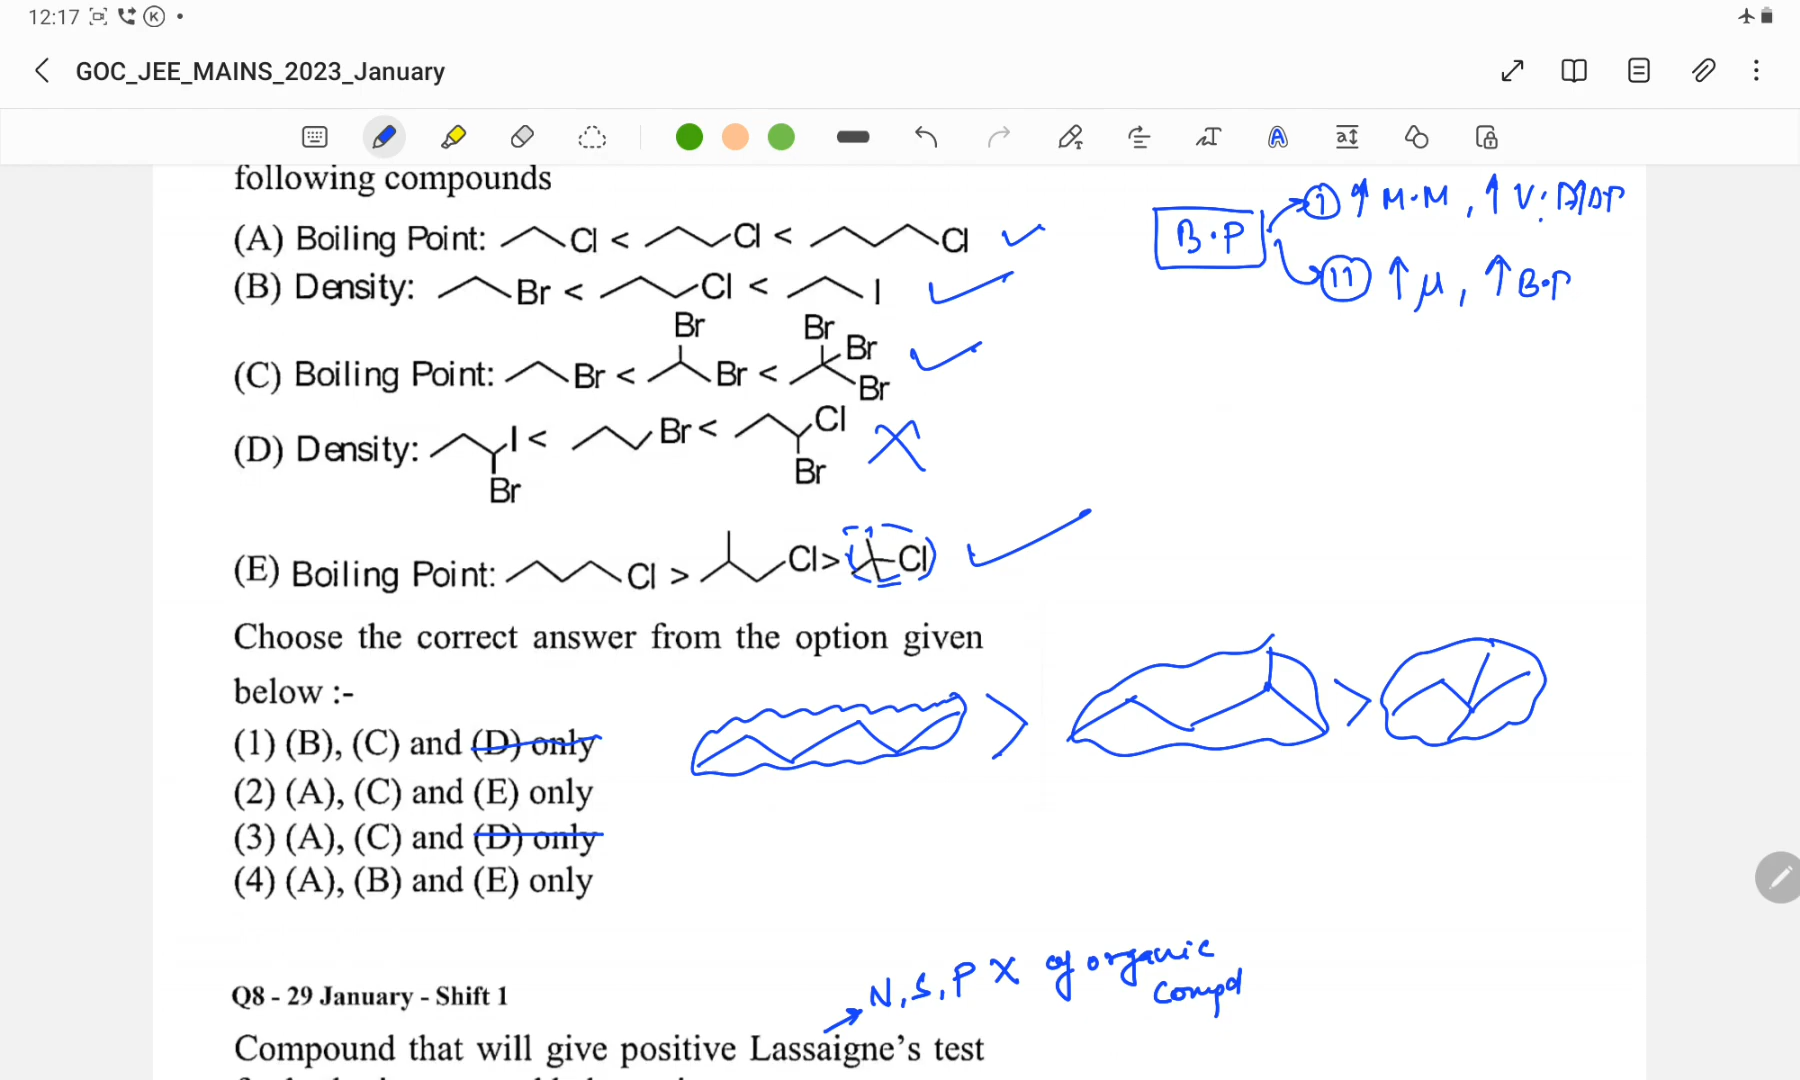 12:17
GOC_JEE_MAINS_2023_January
following compounds
(A) Boiling Point: Cl < Cl < Cl
(B) Density: Br < Cl < I
(C) Boiling Point: Br < Br Br < Br Br Br
(D) Density: I Br < Br < Cl Br
(E) Boiling Point: Cl > Cl > Cl
B.P
① ↑ M.M, ↑ V.
② ↑ μ, ↑ B.P
Choose the correct answer from the option given
below :-
(1) (B), (C) and (D) only
(2) (A), (C) and (E) only
(3) (A), (C) and (D) only
(4) (A), (B) and (E) only
> >
N, S, P X of organic
compd
Q8 - 29 January - Shift 1
Compound that will give positive Lassaigne's test